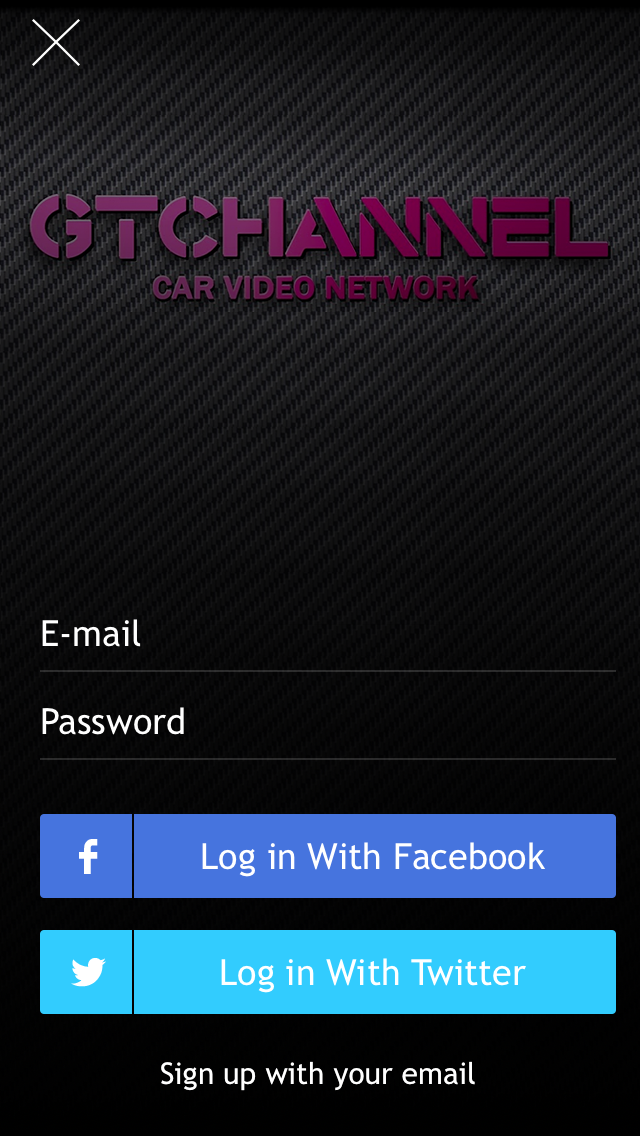 GTCHANNEL
CAR VIDEO NETWORK
E-mail
Password
f
Log in With Facebook
Log in With Twitter
Sign up with your email